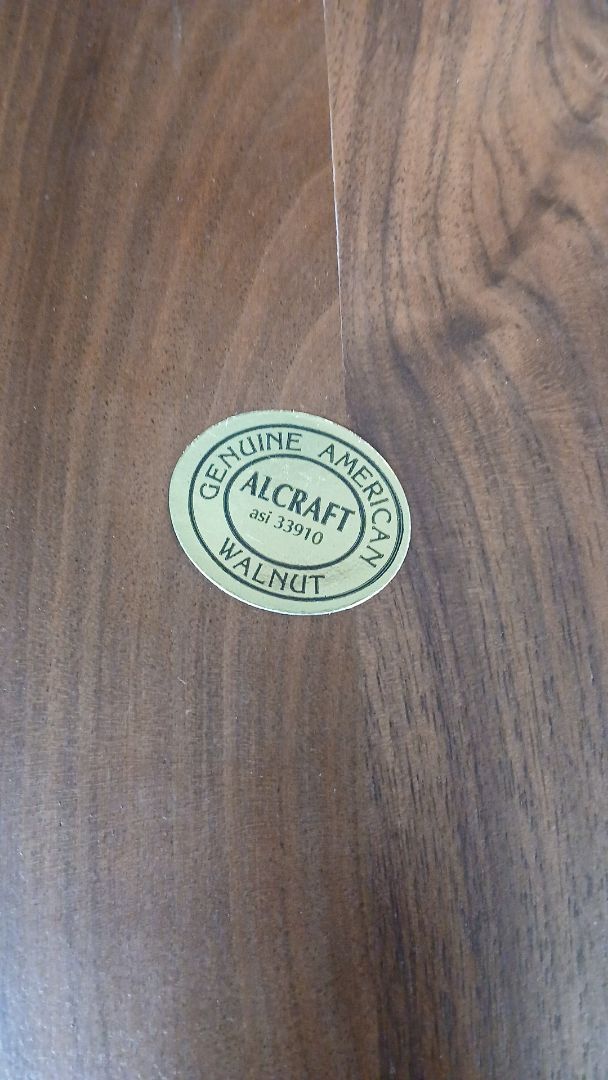 GENUINE AMERICAN
ALCRAFT
asi 33910
WALNUT